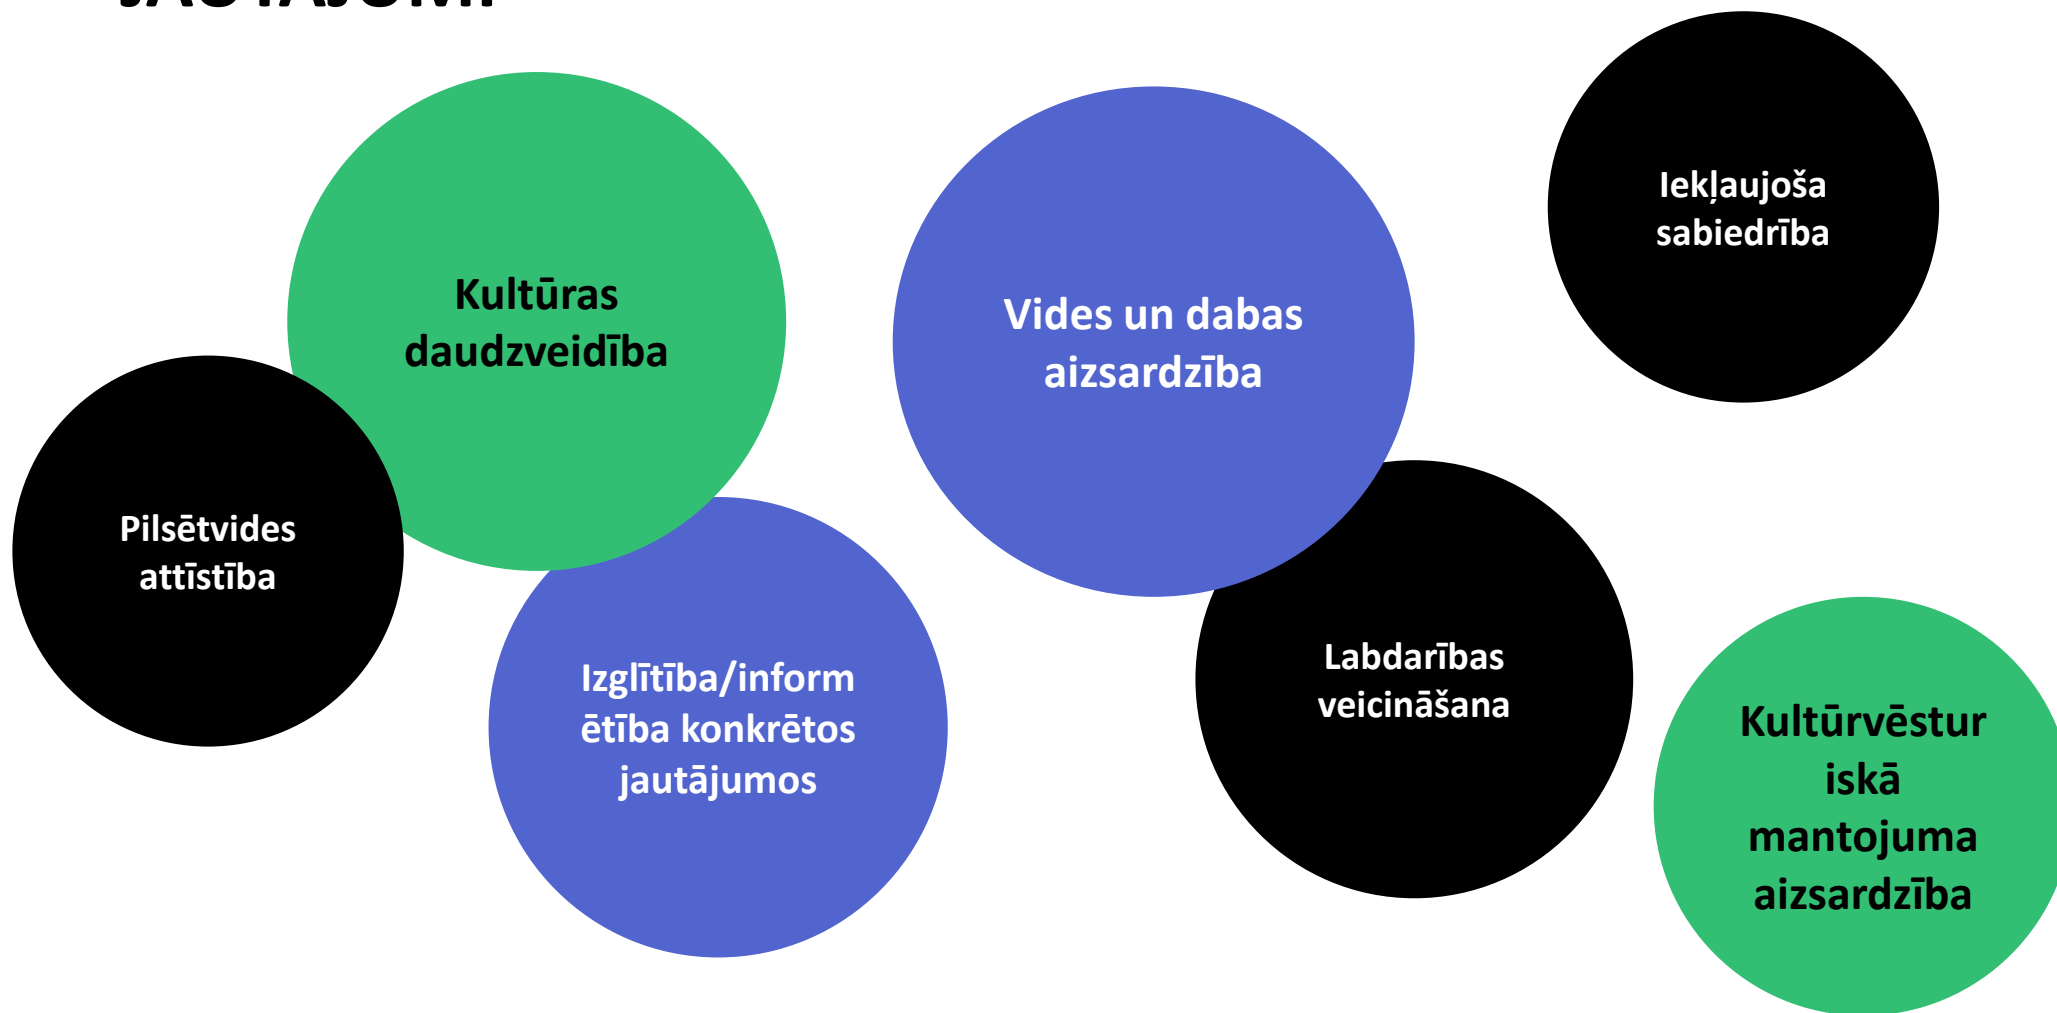 JAUTĀJUMI
Kultūras
daudzveidība
Vides un dabas
aizsardzība
Iekļaujoša
sabiedrība
Pilsētvides
attīstība
Izglītība/inform
ētība konkrētos
jautājumos
Labdarības
veicināšana
Kultūrvēstur
iskā
mantojuma
aizsardzība